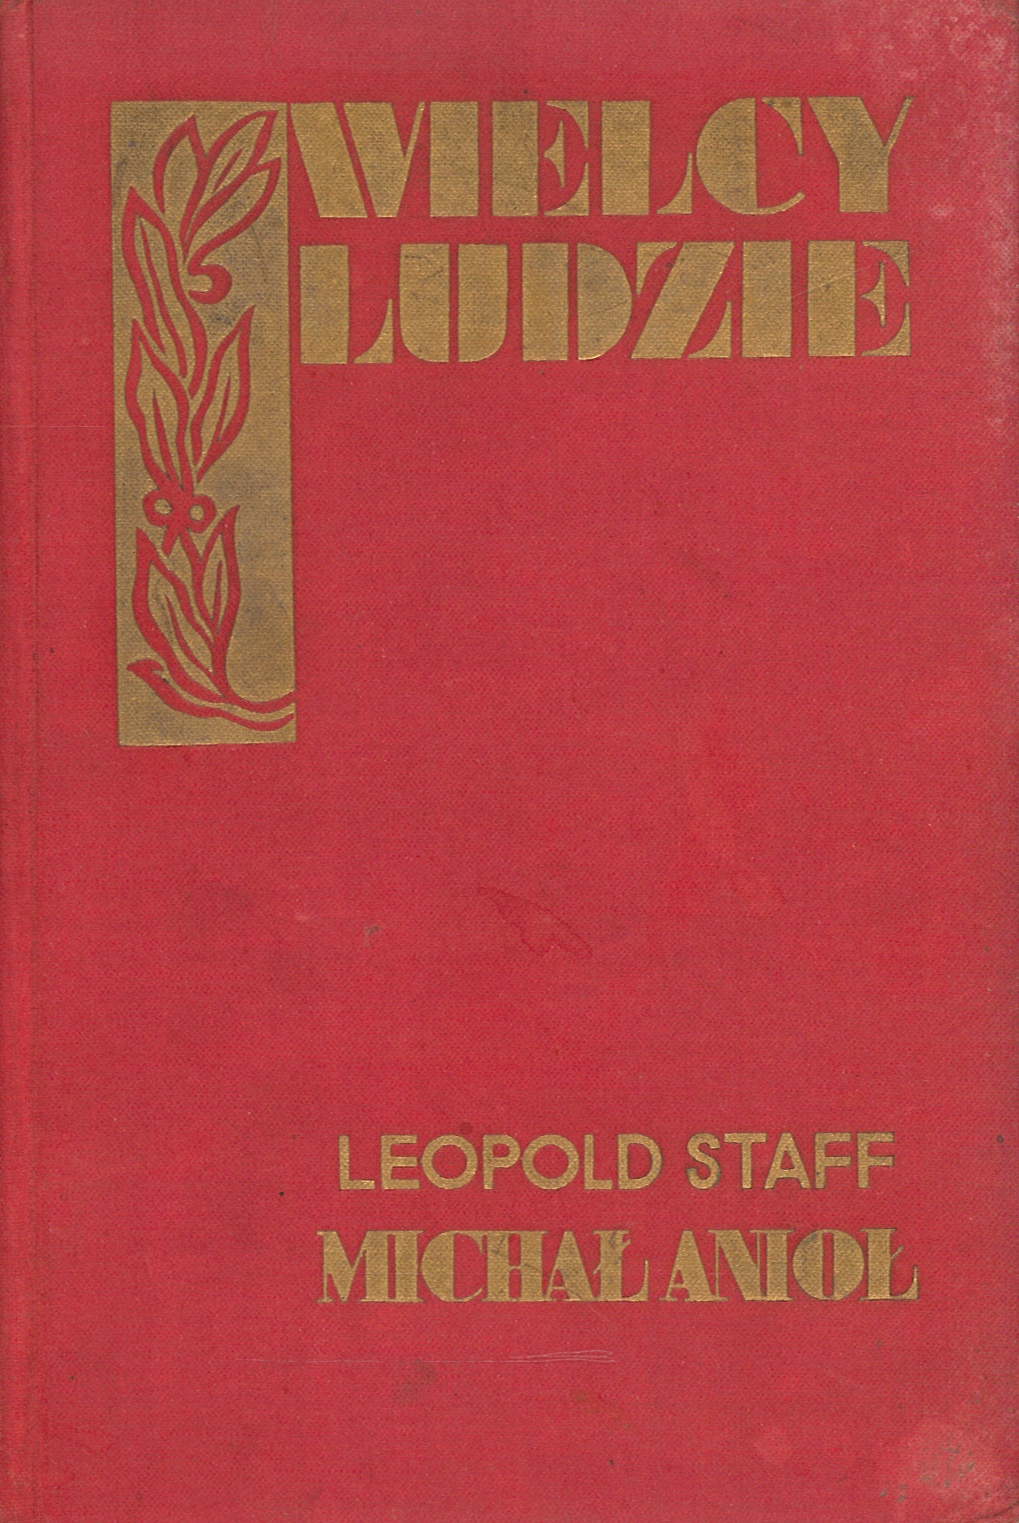 WIELCY
LUDZIE
LEOPOLD STAFF
MICHAŁ ANIOŁ